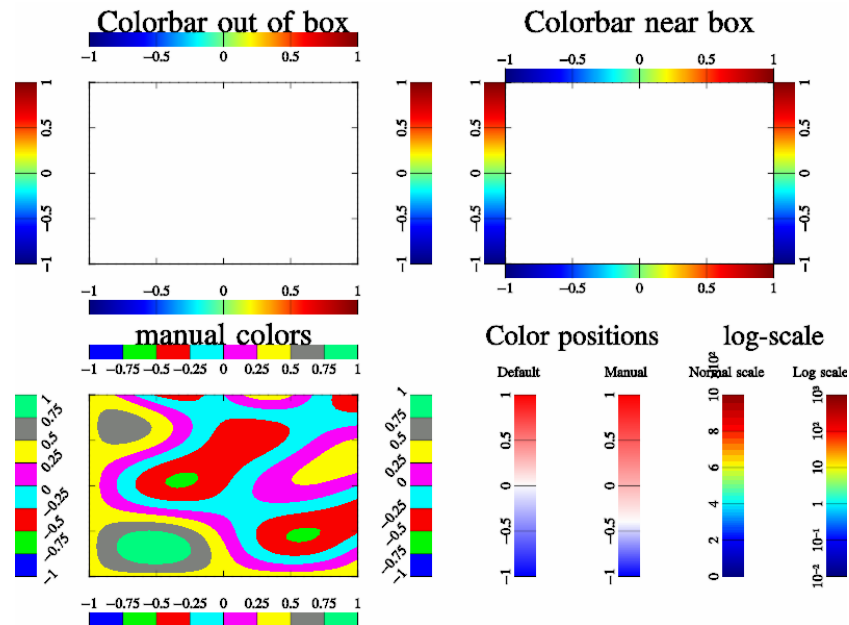 Colorbar out of box
−1 −0.5 0 0.5 1
1 0.5 0 −0.5 −1
1 0.5 0 −0.5 −1
−1 −0.5 0 0.5 1
Colorbar near box
−1 −0.5 0 0.5 1
1 0.5 0 −0.5 −1
1 0.5 0 −0.5 −1
−1 −0.5 0 0.5 1
manual colors
−1 −0.75 −0.5 −0.25 0 0.25 0.5 0.75 1
1 0.75 0.5 0.25 0 −0.25 −0.5 −0.75 −1
1 0.75 0.5 0.25 0 −0.25 −0.5 −0.75 −1
−1 −0.75 −0.5 −0.25 0 0.25 0.5 0.75 1
Color positions
Default
1 0.5 0 −0.5 −1
Manual
1 0.5 0 −0.5 −1
log-scale
Normal scale
10 8 6 4 2 0
Log scale
10³ 10² 10¹ 1 10⁻¹ 10⁻²